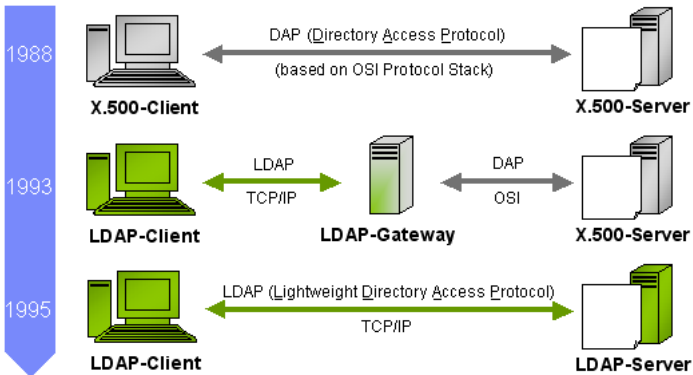 1988
DAP (Directory Access Protocol)
(based on OSI Protocol Stack)
X.500-Client
X.500-Server
1993
LDAP
TCP/IP
DAP
OSI
LDAP-Client
LDAP-Gateway
X.500-Server
1995
LDAP (Lightweight Directory Access Protocol)
TCP/IP
LDAP-Client
LDAP-Server